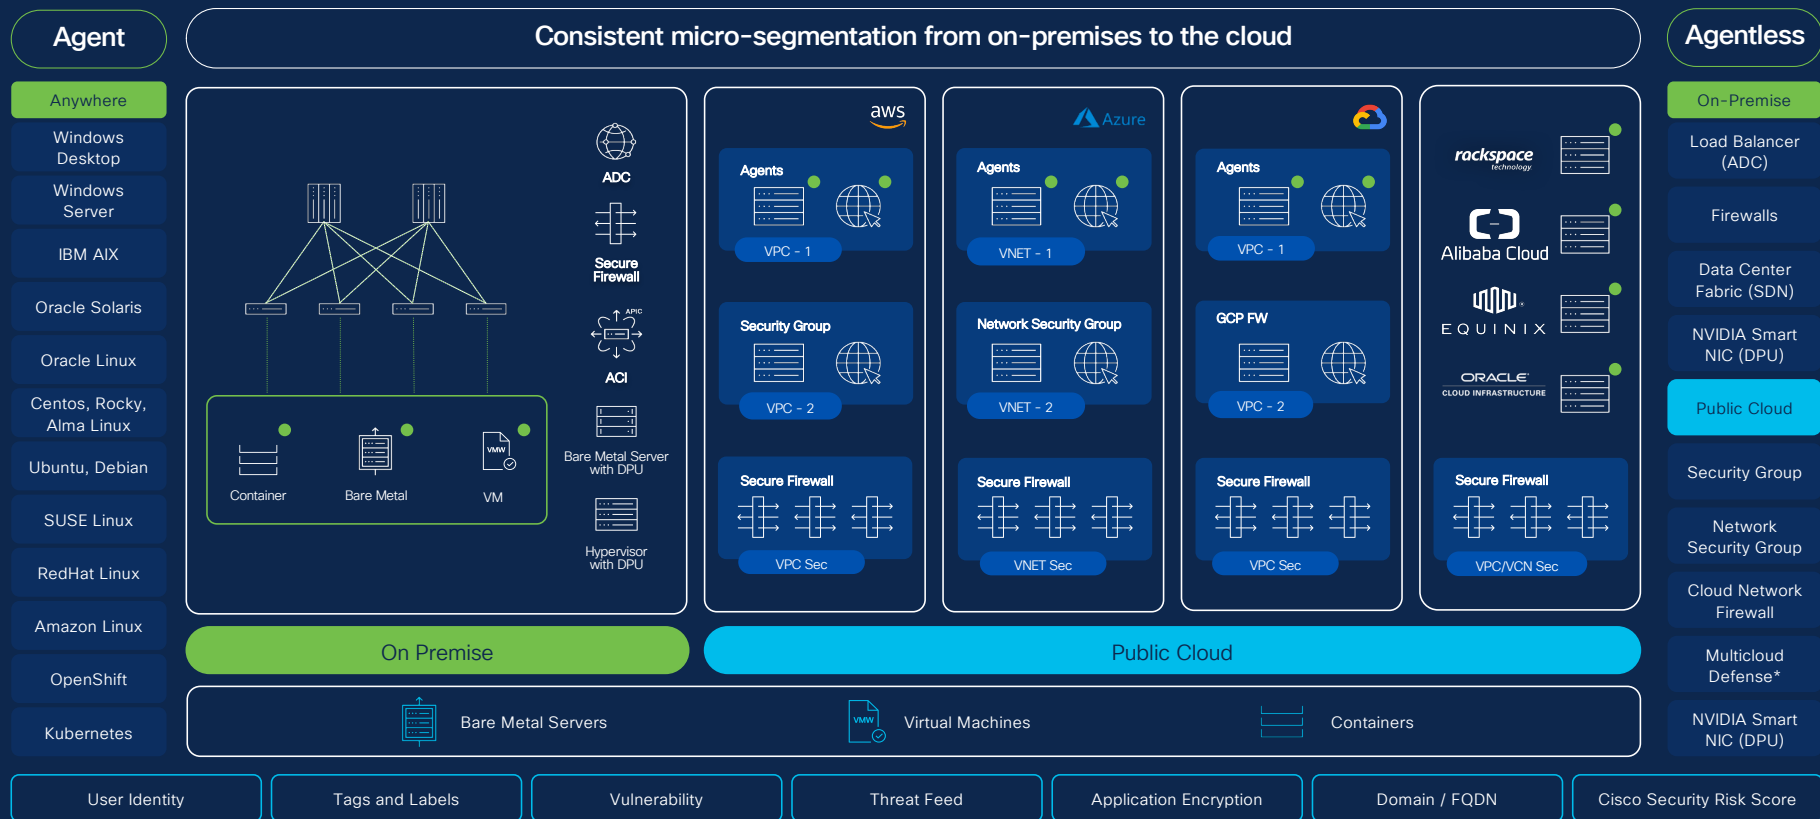 Agent
Consistent micro-segmentation from on-premises to the cloud
Agentless
Anywhere
Windows
Desktop
Windows
Server
IBM AIX
Oracle Solaris
Oracle Linux
Centos, Rocky,
Alma Linux
Ubuntu, Debian
SUSE Linux
RedHat Linux
Amazon Linux
OpenShift
Kubernetes
ADC
Secure
Firewall
APIC
ACI
Bare Metal Server
with DPU
Hypervisor
with DPU
Container
Bare Metal
VMW
VM
On Premise
aws
Agents
VPC - 1
Security Group
VPC - 2
Secure Firewall
VPC Sec
Azure
Agents
VNET - 1
Network Security Group
VNET - 2
Secure Firewall
VNET Sec
Agents
VPC - 1
GCP FW
VPC - 2
Secure Firewall
VPC Sec
rackspace
technology
Alibaba Cloud
EQUINIX
ORACLE
CLOUD INFRASTRUCTURE
Secure Firewall
VPC/VCN Sec
Public Cloud
Bare Metal Servers
VMW
Virtual Machines
Containers
On-Premise
Load Balancer
(ADC)
Firewalls
Data Center
Fabric (SDN)
NVIDIA Smart
NIC (DPU)
Public Cloud
Security Group
Network
Security Group
Cloud Network
Firewall
Multicloud
Defense*
NVIDIA Smart
NIC (DPU)
User Identity
Tags and Labels
Vulnerability
Threat Feed
Application Encryption
Domain / FQDN
Cisco Security Risk Score